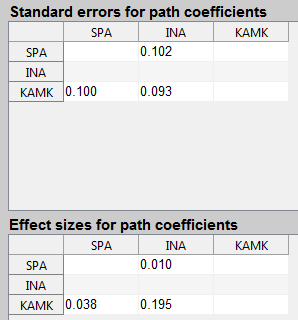 Standard errors for path coefficients
SPA INA KAMK
SPA 0.102
INA
KAMK 0.100 0.093
Effect sizes for path coefficients
SPA INA KAMK
SPA 0.010
INA
KAMK 0.038 0.195